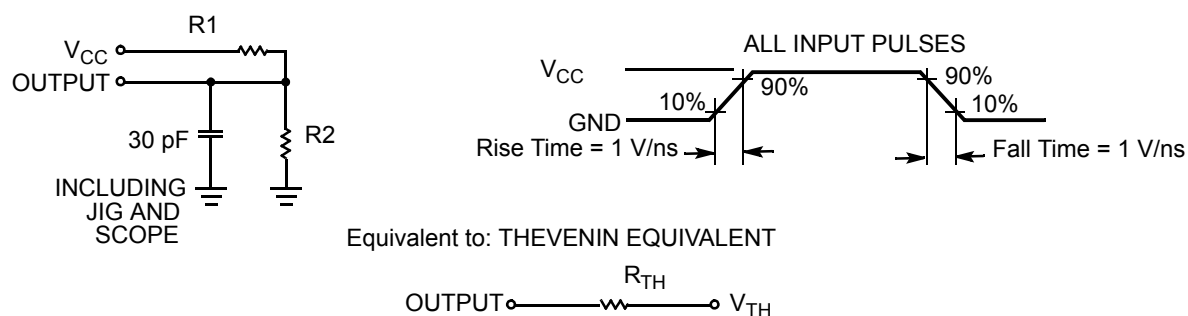 R1
V_CC
OUTPUT
30 pF
R2
INCLUDING
JIG AND
SCOPE
ALL INPUT PULSES
V_CC
GND
10%
90%
90%
10%
Rise Time = 1 V/ns
Fall Time = 1 V/ns
Equivalent to: THEVENIN EQUIVALENT
R_TH
OUTPUT
V_TH